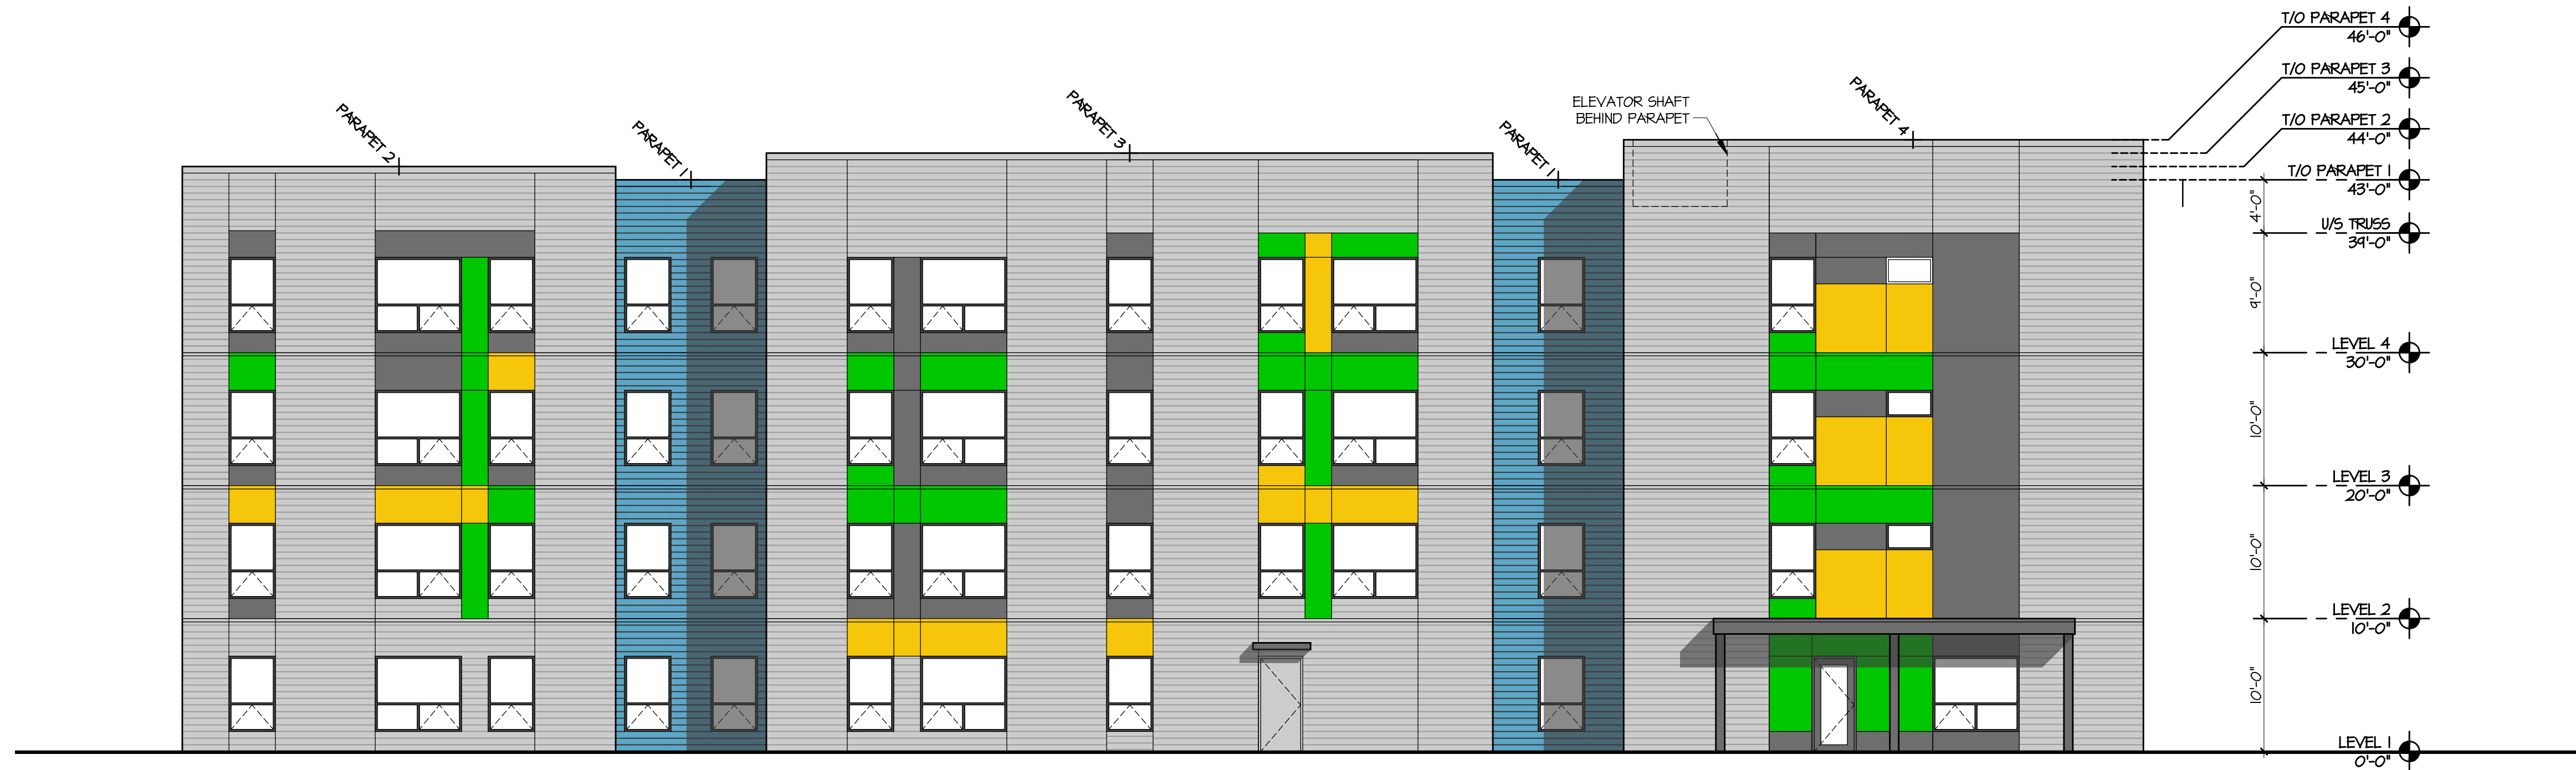 PARAPET 2
PARAPET 1
PARAPET 3
PARAPET 1
ELEVATOR SHAFT
BEHIND PARAPET
PARAPET 4
T/O PARAPET 4
46'-0"
T/O PARAPET 3
45'-0"
T/O PARAPET 2
44'-0"
T/O PARAPET 1
43'-0"
4'-0"
U/S TRUSS
39'-0"
9'-0"
LEVEL 4
30'-0"
10'-0"
LEVEL 3
20'-0"
10'-0"
LEVEL 2
10'-0"
10'-0"
LEVEL 1
0'-0"